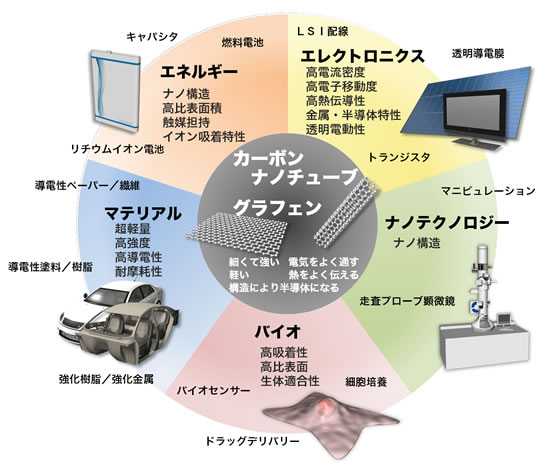 キャパシタ
燃料電池
エネルギー
ナノ構造
高比表面積
触媒担持
イオン吸着特性
リチウムイオン電池
LSI配線
エレクトロニクス
透明導電膜
高電流密度
高電子移動度
高熱伝導性
金属・半導体特性
透明電動性
トランジスタ
カーボン
ナノチューブ
グラフェン
細くて強い 電気をよく通す
軽い 熱をよく伝える
構造により半導体になる
導電性ペーパー/繊維
マテリアル
超軽量
高強度
高導電性
耐摩耗性
導電性塗料/樹脂
強化樹脂/強化金属
マニピュレーション
ナノテクノロジー
ナノ構造
走査プローブ顕微鏡
バイオ
高吸着性
高比表面
生体適合性
バイオセンサー
細胞培養
ドラッグデリバリー